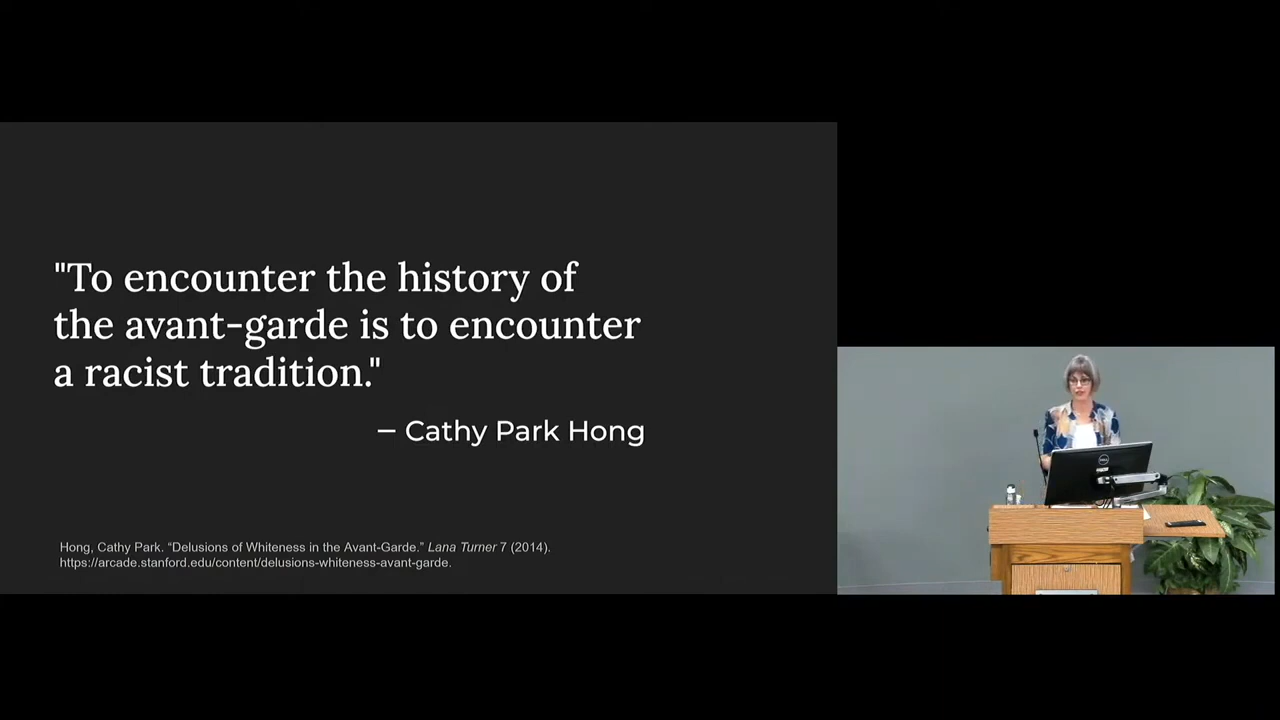 "To encounter the history of
the avant-garde is to encounter
a racist tradition."
– Cathy Park Hong
Hong, Cathy Park. “Delusions of Whiteness in the Avant-Garde.” Lana Turner 7 (2014).
https://arcade.stanford.edu/content/delusions-whiteness-avant-garde.
DELL